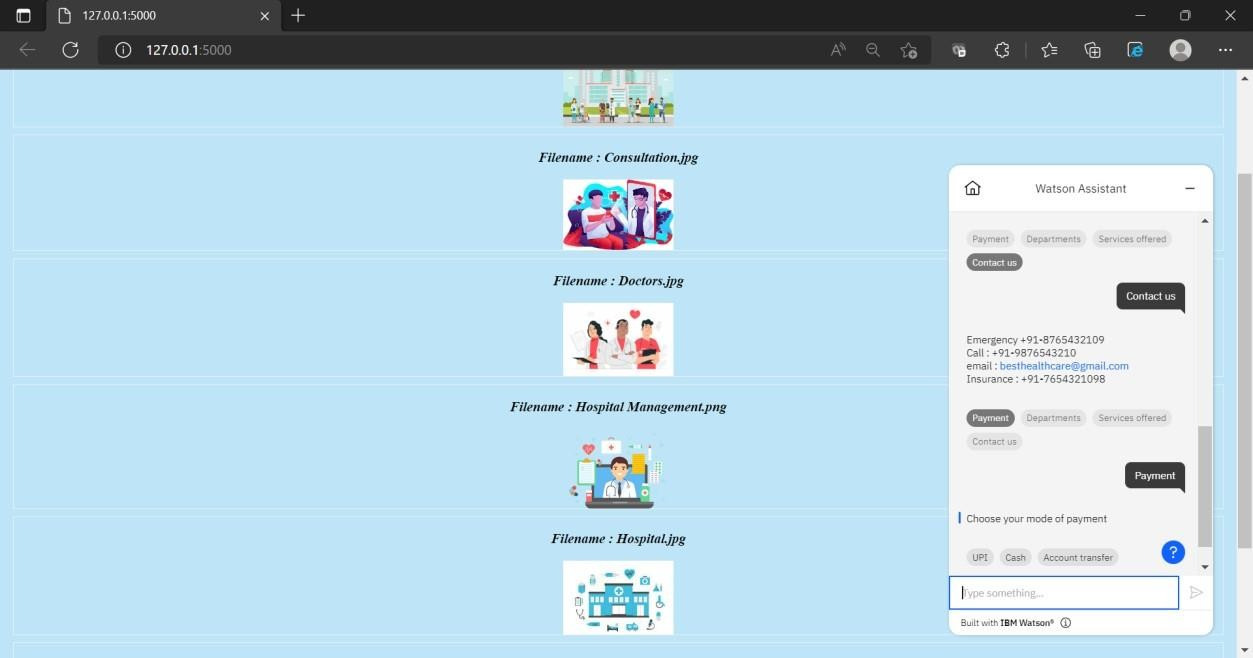 127.0.0.1:5000
127.0.0.1:5000
Filename : Consultation.jpg
Filename : Doctors.jpg
Filename : Hospital Management.png
Filename : Hospital.jpg
Watson Assistant
Payment Departments Services offered
Contact us
Contact us
Emergency +91-8765432109
Call : +91-9876543210
email : besthealthcare@gmail.com
Insurance : +91-7654321098
Payment Departments Services offered
Contact us
Payment
Choose your mode of payment
UPI Cash Account transfer
?
Type something...
Built with IBM Watson®